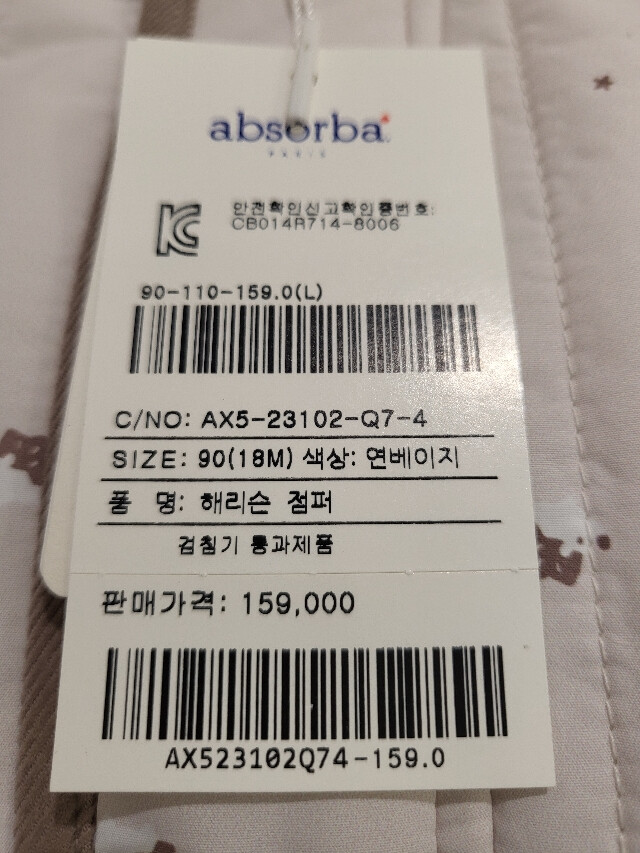 absorba
PARIS
안전확인신고확인증번호:
CB014R714-8006
90-110-159.0(L)
C/NO: AX5-23102-Q7-4
SIZE: 90(18M) 색상: 연베이지
품 명: 해리슨 점퍼
검침기 통과제품
판매가격: 159,000
AX523102Q74-159.0